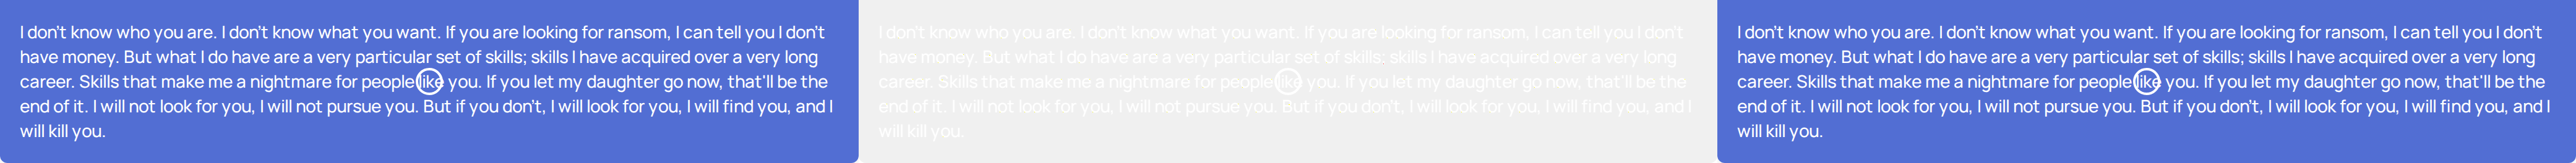 I don't know who you are. I don't know what you want. If you are looking for ransom, I can tell you I don't
have money. But what I do have are a very particular set of skills; skills I have acquired over a very long
career. Skills that make me a nightmare for people like you. If you let my daughter go now, that'll be the
end of it. I will not look for you, I will not pursue you. But if you don't, I will look for you, I will find you, and I
will kill you.
I don't know who you are. I don't know what you want. If you are looking for ransom, I can tell you I don't
have money. But what I do have are a very particular set of skills; skills I have acquired over a very long
career. Skills that make me a nightmare for people like you. If you let my daughter go now, that'll be the
end of it. I will not look for you, I will not pursue you. But if you don't, I will look for you, I will find you, and I
will kill you.
I don't know who you are. I don't know what you want. If you are looking for ransom, I can tell you I don't
have money. But what I do have are a very particular set of skills; skills I have acquired over a very long
career. Skills that make me a nightmare for people like you. If you let my daughter go now, that'll be the
end of it. I will not look for you, I will not pursue you. But if you don't, I will look for you, I will find you, and I
will kill you.